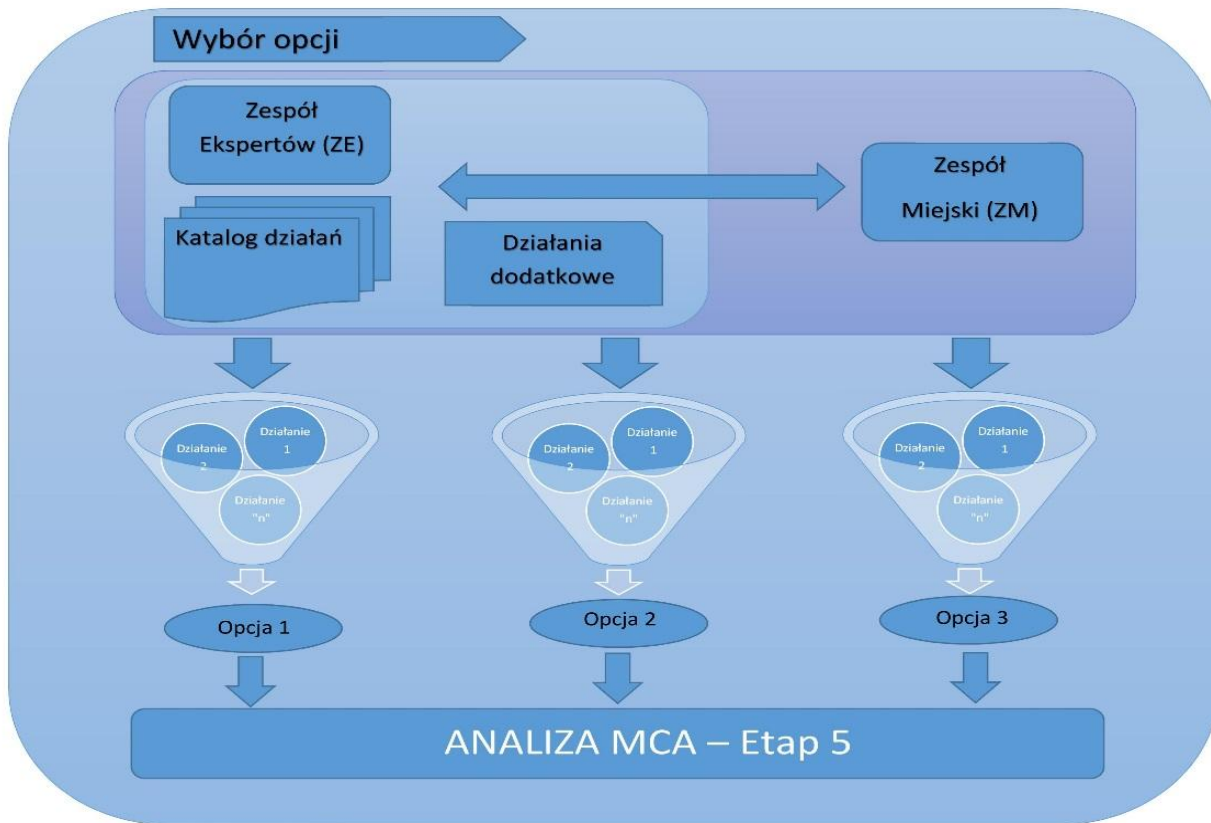 Wybór opcji
Zespół
Ekspertów (ZE)
Katalog działań
Działania
dodatkowe
Zespół
Miejski (ZM)
Działanie
1
Działanie
2
Działanie
"n"
Działanie
1
Działanie
2
Działanie
"n"
Działanie
1
Działanie
2
Działanie
"n"
Opcja 1
Opcja 2
Opcja 3
ANALIZA MCA – Etap 5